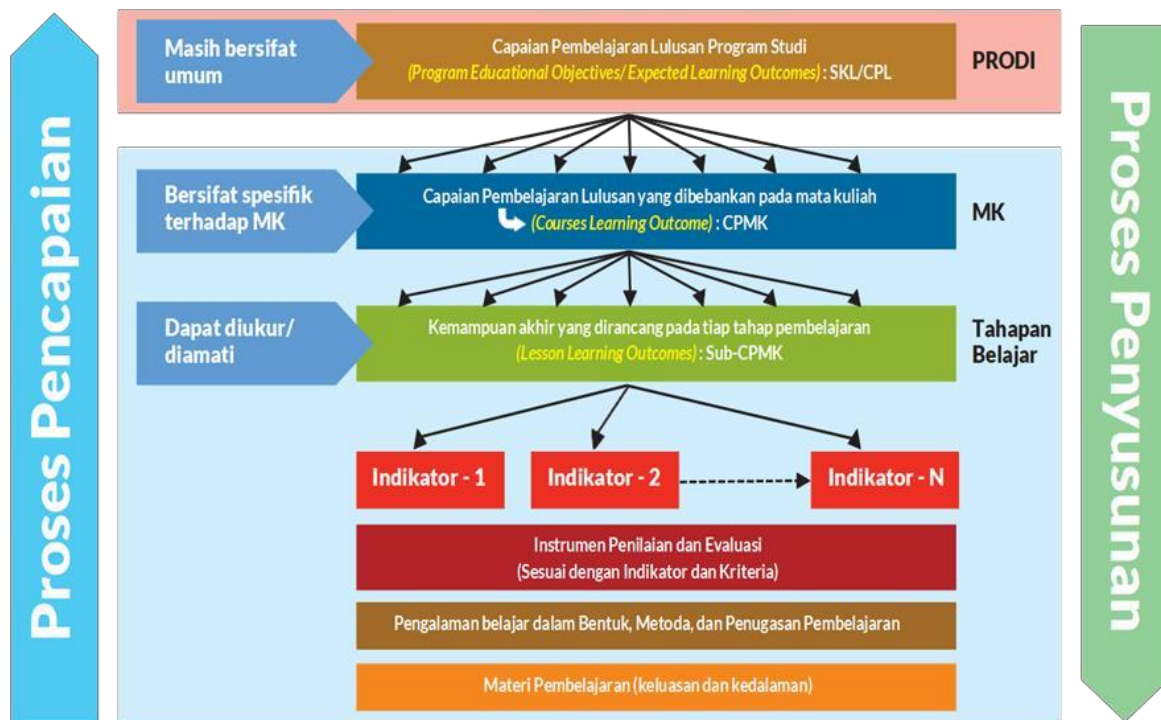 Proses Pencapaian
Masih bersifat
umum
Capaian Pembelajaran Lulusan Program Studi
(Program Educational Objectives/ Expected Learning Outcomes) : SKL/CPL
PRODI
Bersifat spesifik
terhadap MK
Capaian Pembelajaran Lulusan yang dibebankan pada mata kuliah
(Courses Learning Outcome) : CPMK
MK
Dapat diukur/
diamati
Kemampuan akhir yang dirancang pada tiap tahap pembelajaran
(Lesson Learning Outcomes) : Sub-CPMK
Tahapan
Belajar
Indikator - 1
Indikator - 2
Indikator - N
Instrumen Penilaian dan Evaluasi
(Sesuai dengan Indikator dan Kriteria)
Pengalaman belajar dalam Bentuk, Metoda, dan Penugasan Pembelajaran
Materi Pembelajaran (keluasan dan kedalaman)
Proses Penyusunan